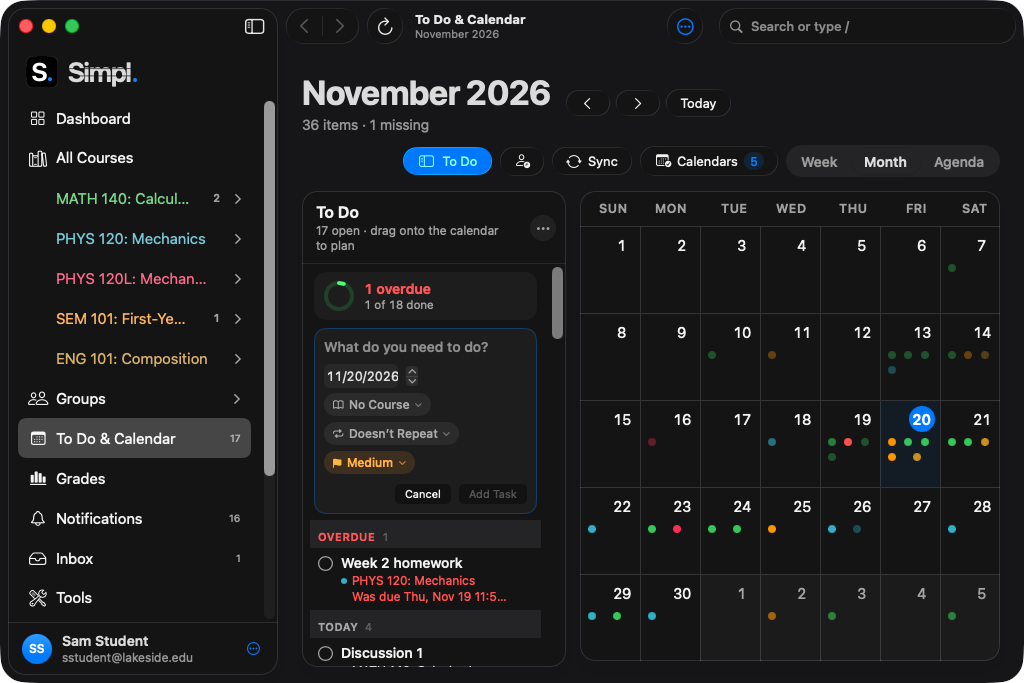 To Do & Calendar
November 2026
Search or type /
S. Simpl.
Dashboard
All Courses
MATH 140: Calcul... 2
PHYS 120: Mechanics
PHYS 120L: Mechan...
SEM 101: First-Ye... 1
ENG 101: Composition
Groups
To Do & Calendar 17
Grades
Notifications 16
Inbox 1
Tools
SS
Sam Student
sstudent@lakeside.edu
November 2026
Today
36 items · 1 missing
To Do
Sync
Calendars 5
Week Month Agenda
To Do
17 open · drag onto the calendar
to plan
1 overdue
1 of 18 done
What do you need to do?
11/20/2026
No Course
Doesn't Repeat
Medium
Cancel Add Task
OVERDUE 1
Week 2 homework
PHYS 120: Mechanics
Was due Thu, Nov 19 11:5...
TODAY 4
Discussion 1
SUN MON TUE WED THU FRI SAT
1 2 3 4 5 6 7
8 9 10 11 12 13 14
15 16 17 18 19 20 21
22 23 24 25 26 27 28
29 30 1 2 3 4 5